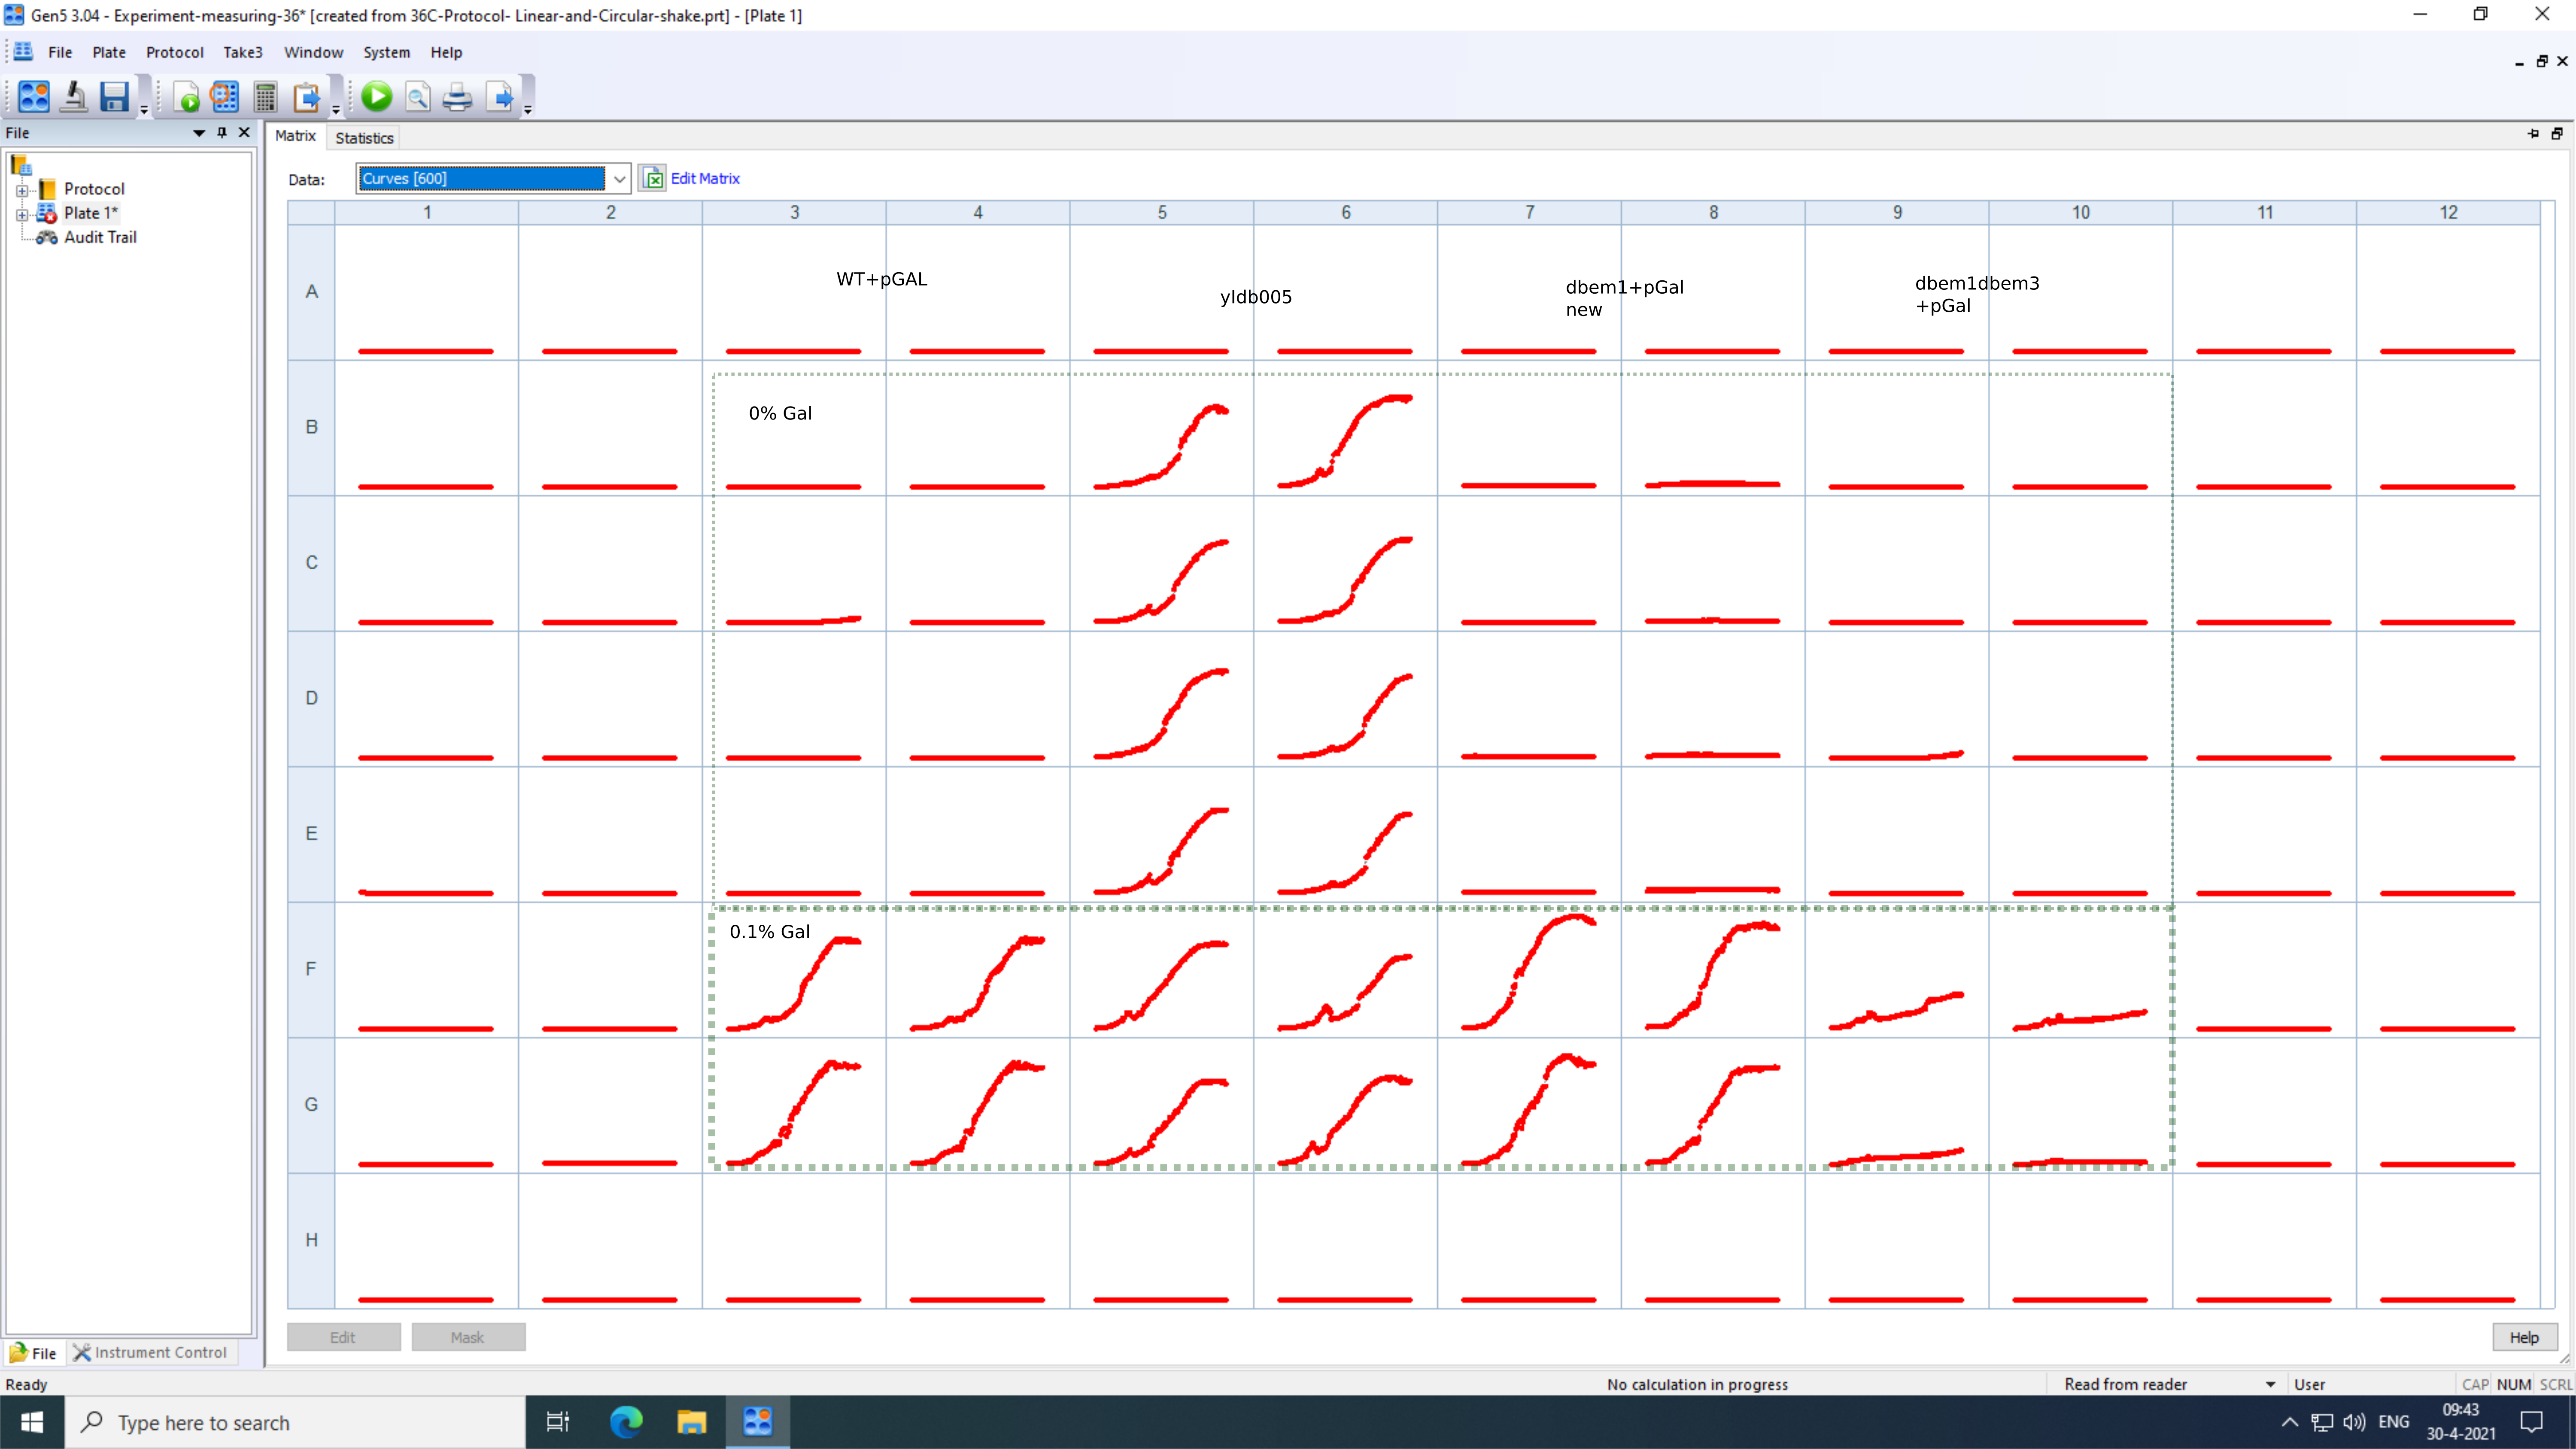 Gen5 3.04 - Experiment-measuring-36* [created from 36C-Protocol- Linear-and-Circular-shake.prt] - [Plate 1]
File Plate Protocol Take3 Window System Help
File
Protocol
Plate 1*
Audit Trail
Matrix Statistics
Data: Curves [600] Edit Matrix
1 2 3 4 5 6 7 8 9 10 11 12
A
WT+pGAL
yIdb005
dbem1+pGal
new
dbem1dbem3
+pGal
B
0% Gal
C
D
E
F
0.1% Gal
G
H
Edit Mask Help
File Instrument Control
Ready No calculation in progress Read from reader User CAP NUM SCRL
Type here to search
ENG
09:43
30-4-2021